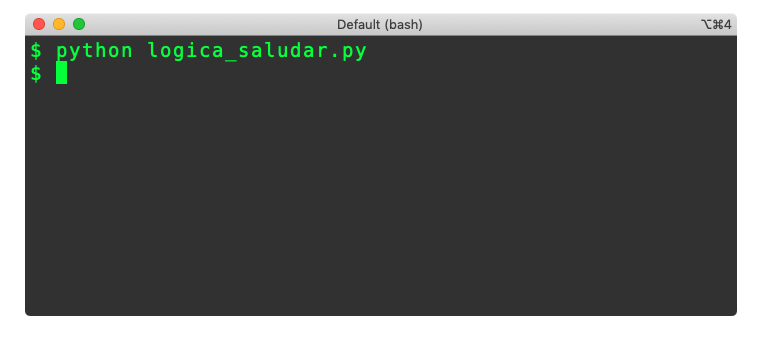 Default (bash) ⌥⌘4
$ python logica_saludar.py
$